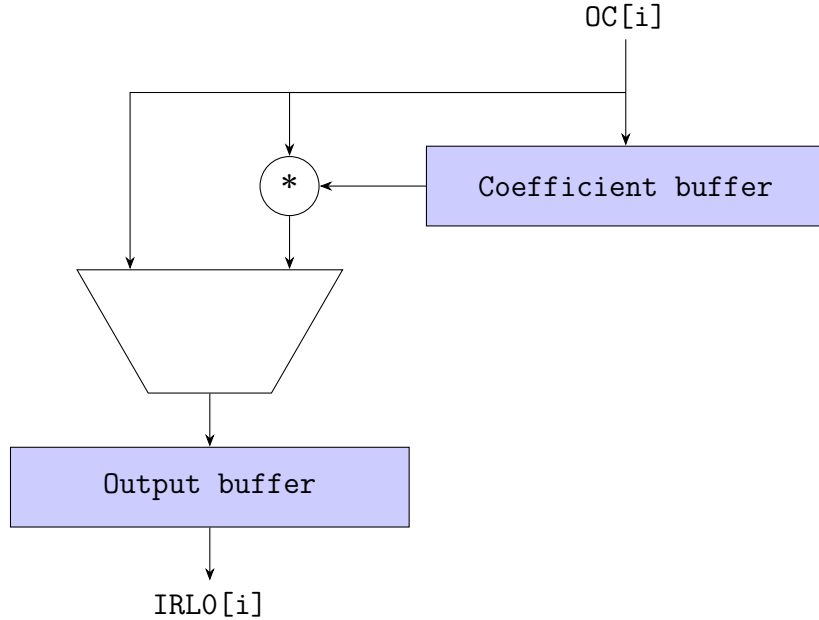 OC[i]
*
Coefficient buffer
Output buffer
IRLO[i]